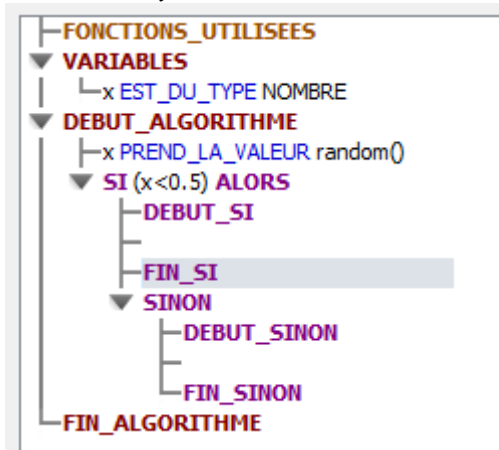 FONCTIONS_UTILISEES
VARIABLES
x EST_DU_TYPE NOMBRE
DEBUT_ALGORITHME
x PREND_LA_VALEUR random()
SI (x<0.5) ALORS
DEBUT_SI
FIN_SI
SINON
DEBUT_SINON
FIN_SINON
FIN_ALGORITHME